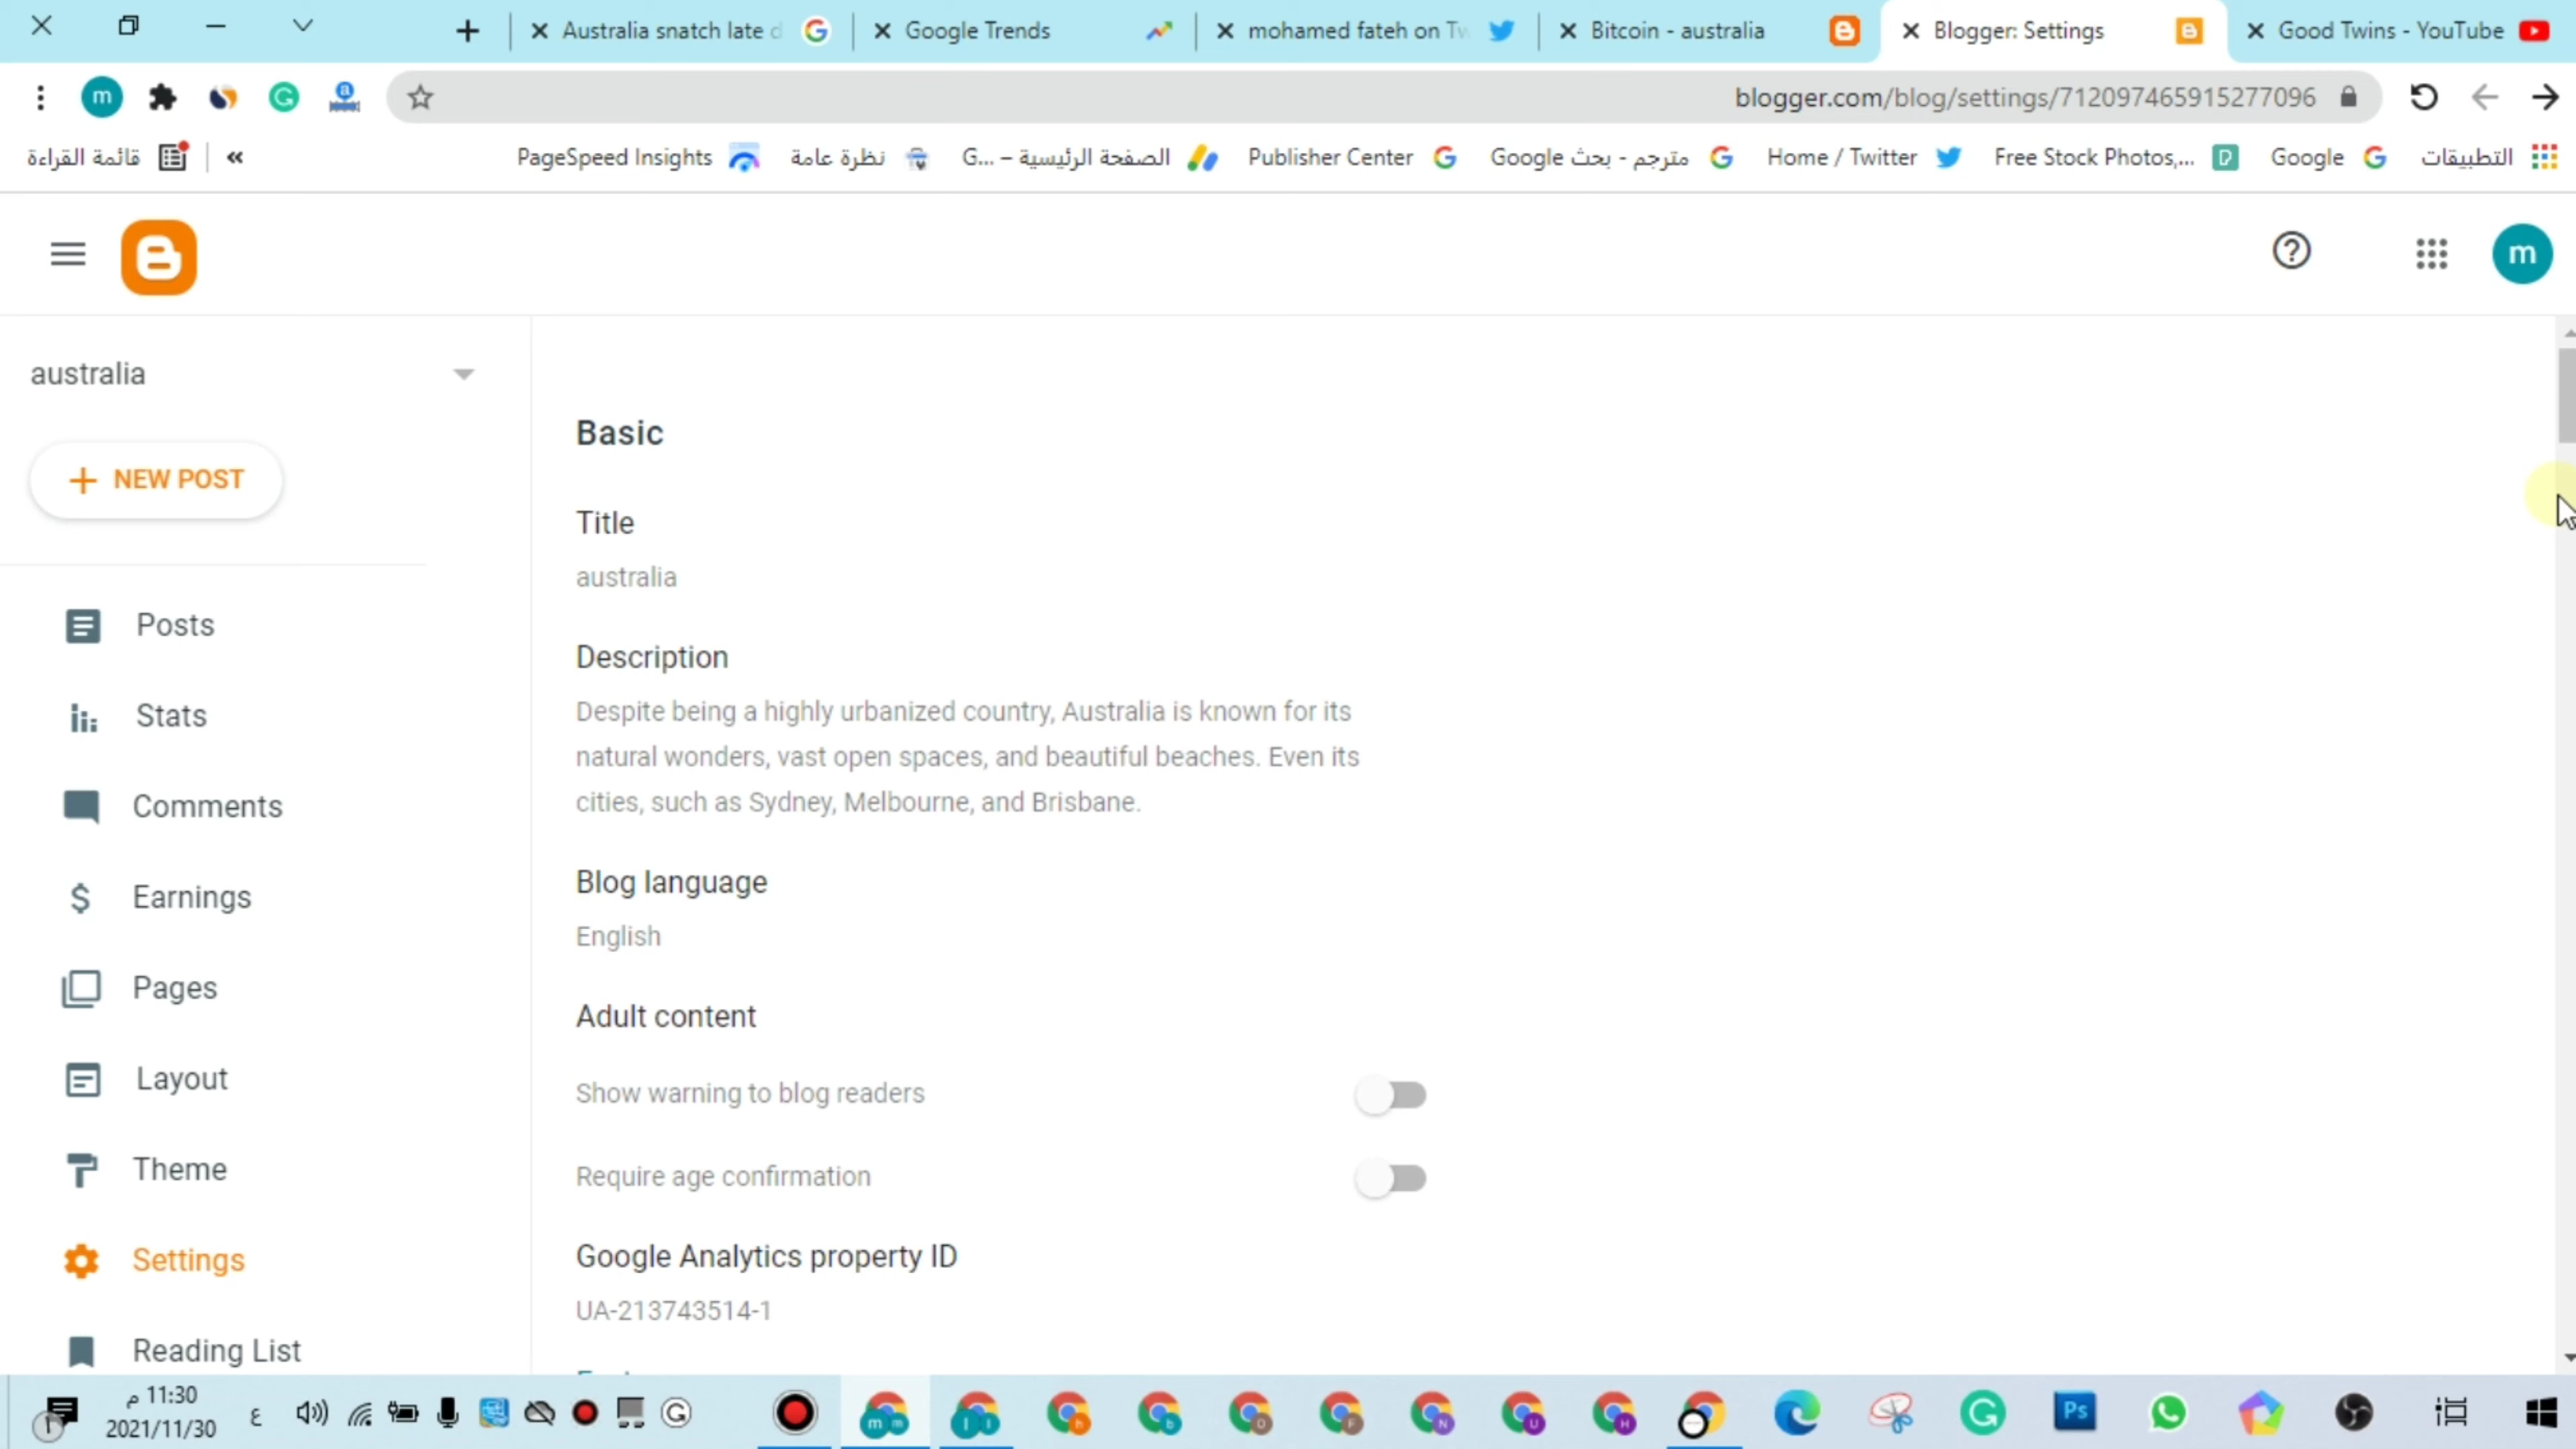 Australia snatch late d
Google Trends
mohamed fateh on Tw
Bitcoin - australia
Blogger: Settings
Good Twins - YouTube
m
blogger.com/blog/settings/712097465915277096
قائمة القراءة
»
PageSpeed Insights
نظرة عامة
الصفحة الرئيسية – G...
Publisher Center
مترجم - بحث Google
Home / Twitter
Free Stock Photos,...
Google
التطبيقات
m
australia
NEW POST
Posts
Stats
Comments
Earnings
Pages
Layout
Theme
Settings
Reading List
Basic
Title
australia
Description
Despite being a highly urbanized country, Australia is known for its
natural wonders, vast open spaces, and beautiful beaches. Even its
cities, such as Sydney, Melbourne, and Brisbane.
Blog language
English
Adult content
Show warning to blog readers
Require age confirmation
Google Analytics property ID
UA-213743514-1
11:30 م
2021/11/30
ع
Ps